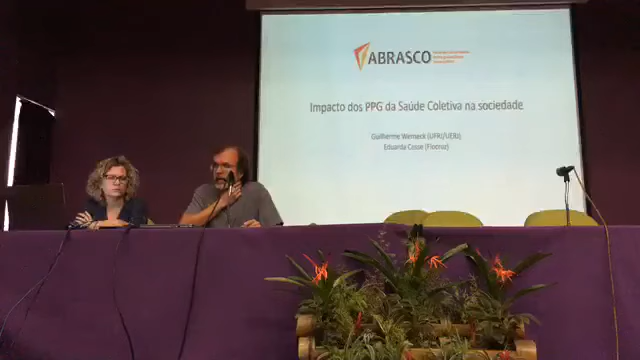 ABRASCO
Impacto dos PPG da Saúde Coletiva na sociedade
Guilherme Werneck (UFRJ/UERJ)
Eduarda Cesse (Fiocruz)